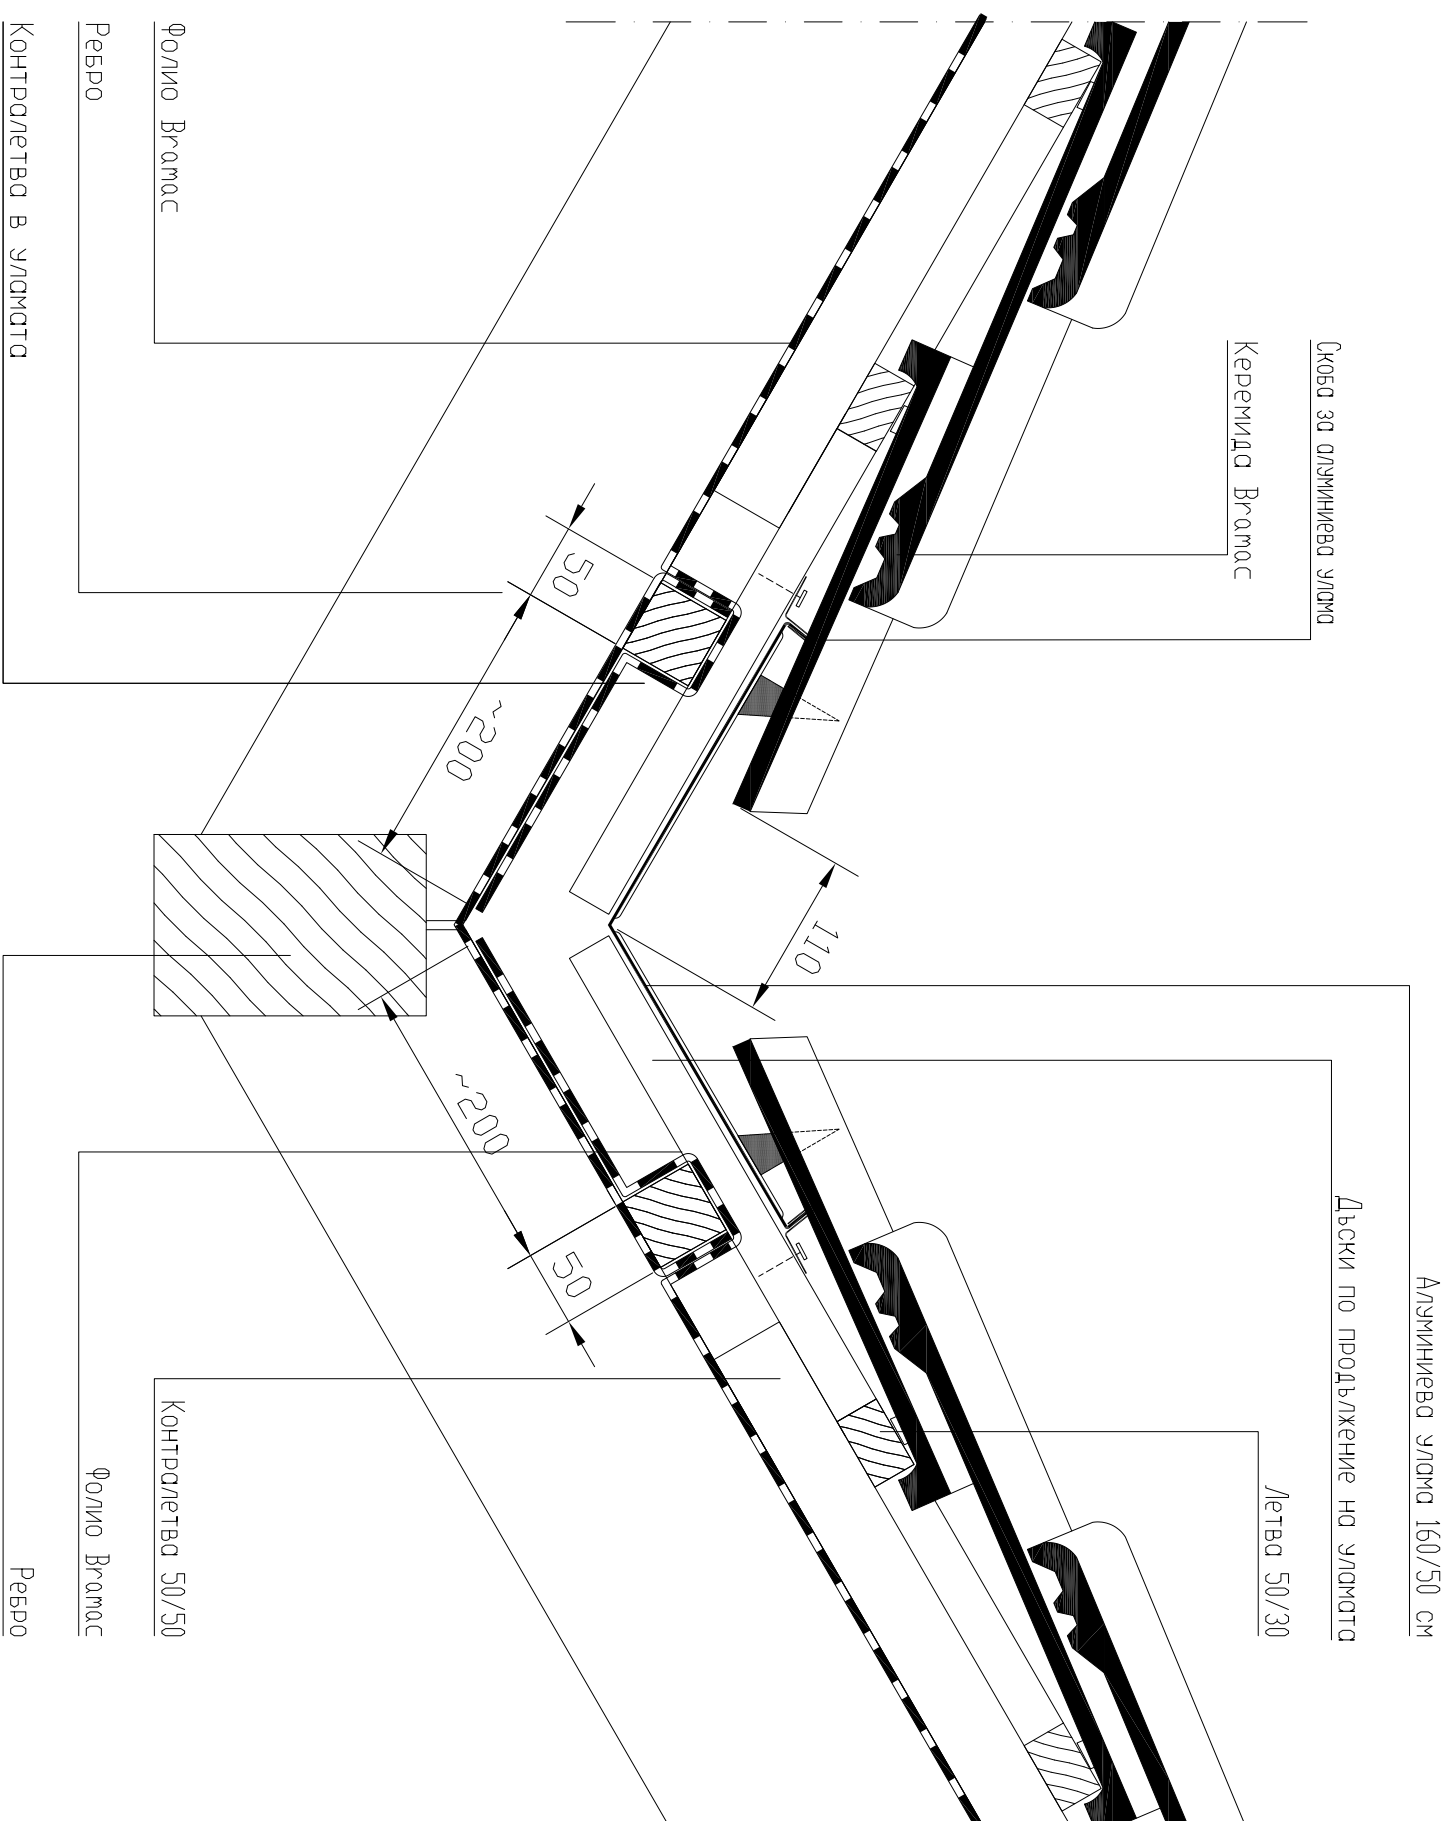 Алуминиева улама 160/50 см
Скоба за алуминиева улама
Дъски по продължение на уламата
Керемида Bramac
Летва 50/30
110
50
50
~200
~200
Фолио Bramac
Контралетва 50/50
Ребро
Фолио Bramac
Контралетва в уламата
Ребро